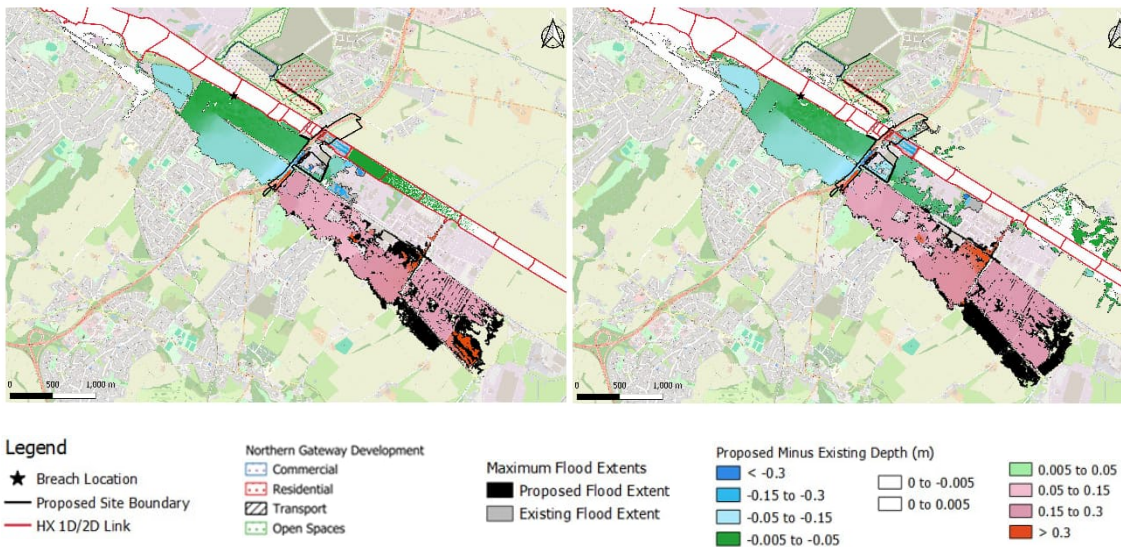 0 500 1,000 m
0 500 1,000 m
Legend
Breach Location
Proposed Site Boundary
HX 1D/2D Link
Northern Gateway Development
Commercial
Residential
Transport
Open Spaces
Maximum Flood Extents
Proposed Flood Extent
Existing Flood Extent
Proposed Minus Existing Depth (m)
< -0.3
-0.15 to -0.3
-0.05 to -0.15
-0.005 to -0.05
0 to -0.005
0 to 0.005
0.005 to 0.05
0.05 to 0.15
0.15 to 0.3
> 0.3